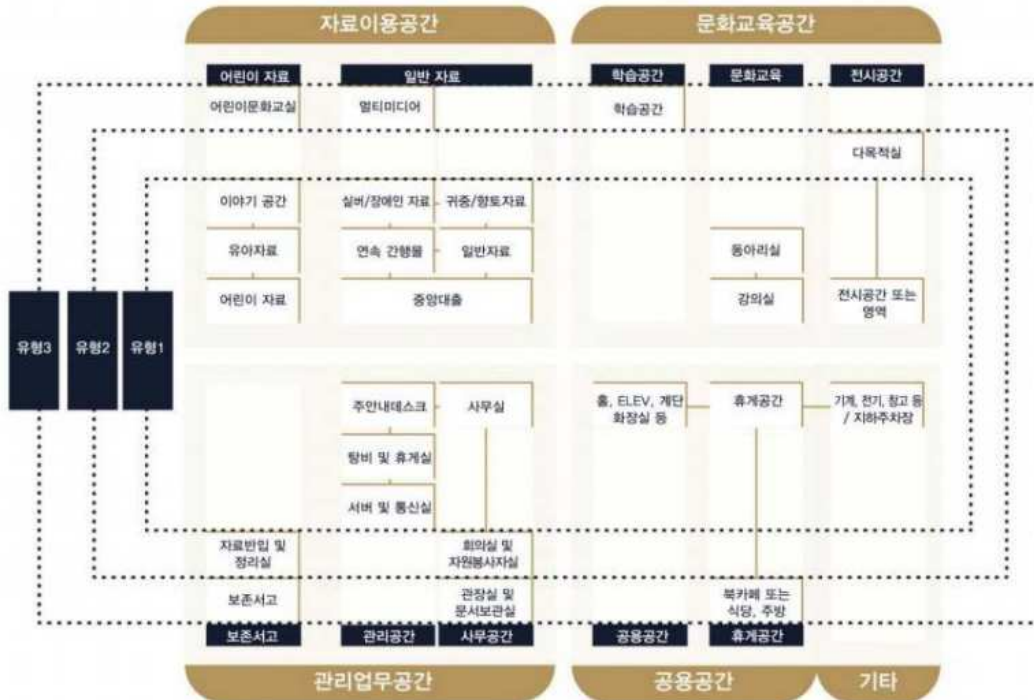 자료이용공간
문화교육공간
어린이 자료
일반 자료
학습공간
문화교육
전시공간
어린이문화교실
멀티미디어
학습공간
다목적실
이야기 공간
실버/장애인 자료
귀중/향토자료
유아자료
연속 간행물
일반자료
동아리실
어린이 자료
중앙대출
강의실
전시공간 또는
영역
유형3
유형2
유형1
주안내데스크
사무실
홀, ELEV, 계단
화장실 등
휴게공간
기계, 전기, 창고 등
/ 지하주차장
탕비 및 휴게실
서버 및 통신실
자료반입 및
정리실
회의실 및
자원봉사자실
보존서고
관장실 및
문서보관실
북카페 또는
식당, 주방
보존서고
관리공간
사무공간
공용공간
휴게공간
관리업무공간
공용공간
기타